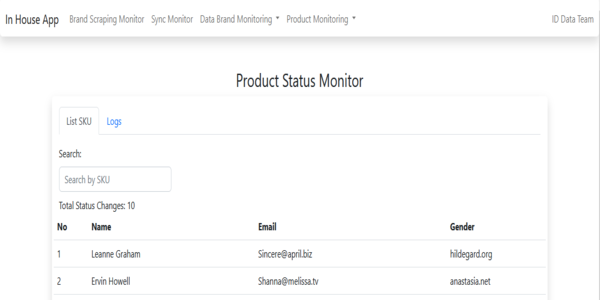 In House App Brand Scraping Monitor Sync Monitor Data Brand Monitoring Product Monitoring ID Data Team
Product Status Monitor
List SKU Logs
Search:
Search by SKU
Total Status Changes: 10
No Name Email Gender
1 Leanne Graham Sincere@april.biz hildegard.org
2 Ervin Howell Shanna@melissa.tv anastasia.net